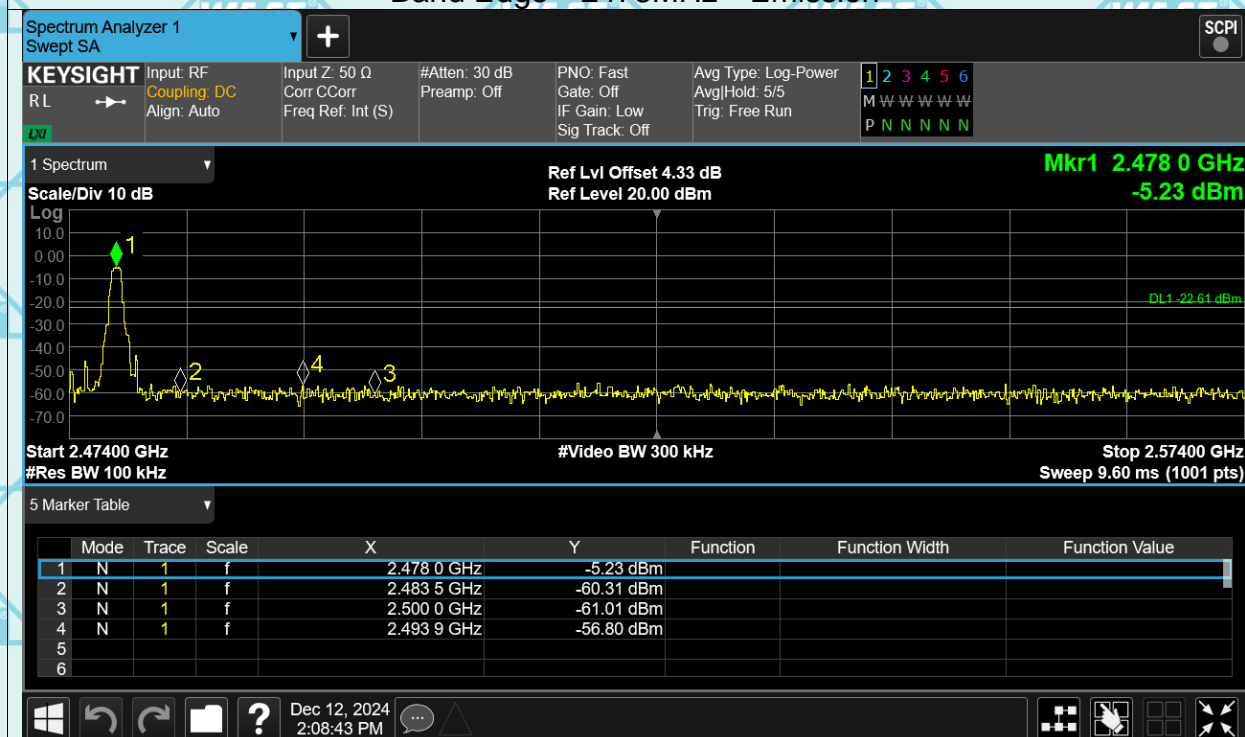 Spectrum Analyzer 1
Swept SA
+
SCPI
KEYSIGHT
RL
LXI
Input: RF
Coupling: DC
Align: Auto
Input Z: 50 Ω
Corr CCorr
Freq Ref: Int (S)
#Atten: 30 dB
Preamp: Off
PNO: Fast
Gate: Off
IF Gain: Low
Sig Track: Off
Avg Type: Log-Power
Avg|Hold: 5/5
Trig: Free Run
1 2 3 4 5 6
M W W W W W
P N N N N N
1 Spectrum
Scale/Div 10 dB
Ref Lvl Offset 4.33 dB
Ref Level 20.00 dBm
Mkr1 2.478 0 GHz
-5.23 dBm
Log
10.0
0.00
-10.0
-20.0
-30.0
-40.0
-50.0
-60.0
-70.0
1
2
4
3
DL1 -22.61 dBm
Start 2.47400 GHz
#Video BW 300 kHz
Stop 2.57400 GHz
#Res BW 100 kHz
Sweep 9.60 ms (1001 pts)
5 Marker Table
Mode Trace Scale X Y Function Function Width Function Value
1 N 1 f 2.478 0 GHz -5.23 dBm
2 N 1 f 2.483 5 GHz -60.31 dBm
3 N 1 f 2.500 0 GHz -61.01 dBm
4 N 1 f 2.493 9 GHz -56.80 dBm
5
6
?
Dec 12, 2024
2:08:43 PM